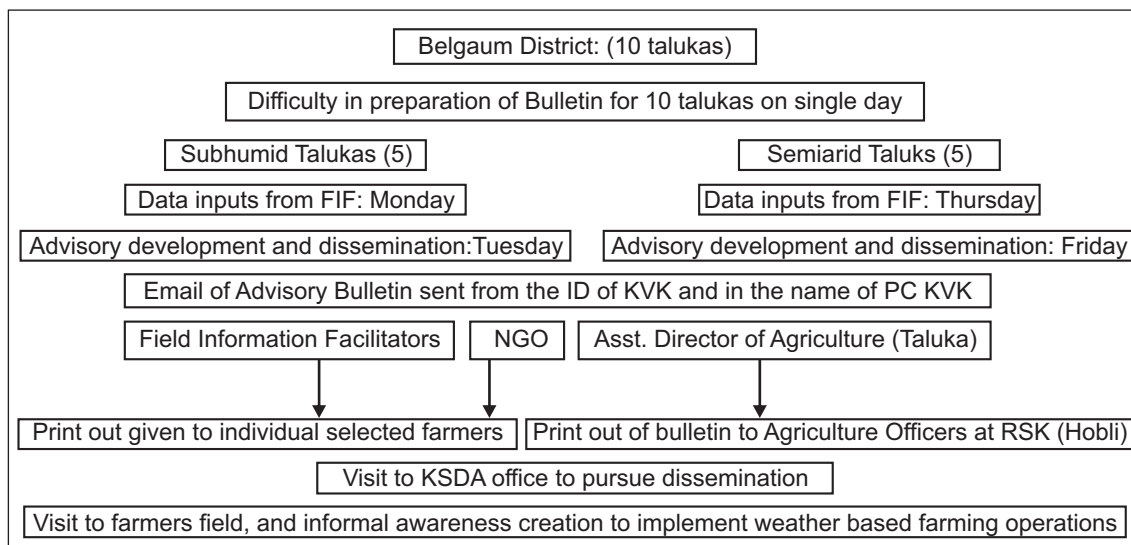 Belgaum District: (10 talukas)
Difficulty in preparation of Bulletin for 10 talukas on single day
Subhumid Talukas (5)
Semiarid Taluks (5)
Data inputs from FIF: Monday
Data inputs from FIF: Thursday
Advisory development and dissemination:Tuesday
Advisory development and dissemination: Friday
Email of Advisory Bulletin sent from the ID of KVK and in the name of PC KVK
Field Information Facilitators
NGO
Asst. Director of Agriculture (Taluka)
Print out given to individual selected farmers
Print out of bulletin to Agriculture Officers at RSK (Hobli)
Visit to KSDA office to pursue dissemination
Visit to farmers field, and informal awareness creation to implement weather based farming operations